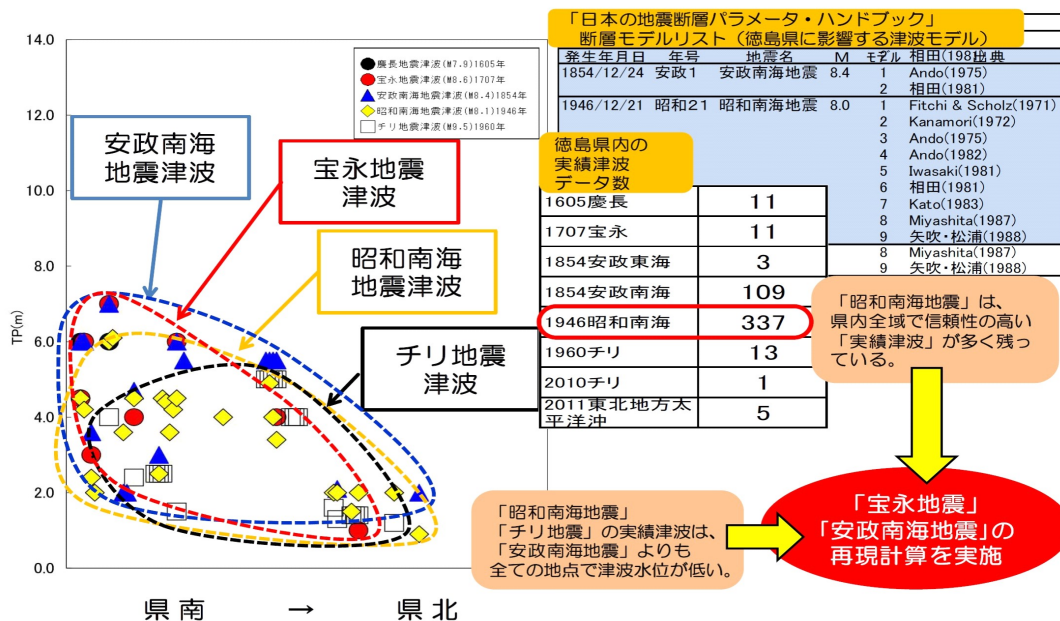 「日本の地震断層パラメータ・ハンドブック」
断層モデルリスト（徳島県に影響する津波モデル）
発生年月日 年号 地震名 M モデル
1854/12/24 安政1 安政南海地震 8.4 1 Ando(1975)
2 相田(1981)
1946/12/21 昭和21 昭和南海地震 8.0 1 Fitchi & Scholz(1971)
2 Kanamori(1972)
3 Ando(1975)
4 Ando(1982)
5 Iwasaki(1981)
6 相田(1981)
7 Kato(1983)
8 Miyashita(1987)
9 矢吹・松浦(1988)
8 Miyashita(1987)
9 矢吹・松浦(1988)
14.0
12.0
10.0
8.0
6.0
4.0
2.0
0.0
TP(m)
慶長地震津波(M7.9)1605年
宝永地震津波(M8.6)1707年
安政南海地震津波(M8.4)1854年
昭和南海地震津波(M8.1)1946年
チリ地震津波(M9.5)1960年
安政南海
地震津波
宝永地震
津波
昭和南海
地震津波
チリ地震
津波
県南 → 県北
徳島県内の
実績津波
データ数
1605慶長 11
1707宝永 11
1854安政東海 3
1854安政南海 109
1946昭和南海 337
1960チリ 13
2010チリ 1
2011東北地方太
平洋沖 5
「昭和南海地震」は、
県内全域で信頼性の高い
「実績津波」が多く残っ
ている。
「昭和南海地震」
「チリ地震」の実績津波は、
「安政南海地震」よりも
全ての地点で津波水位が低い。
「宝永地震」
「安政南海地震」の
再現計算を実施